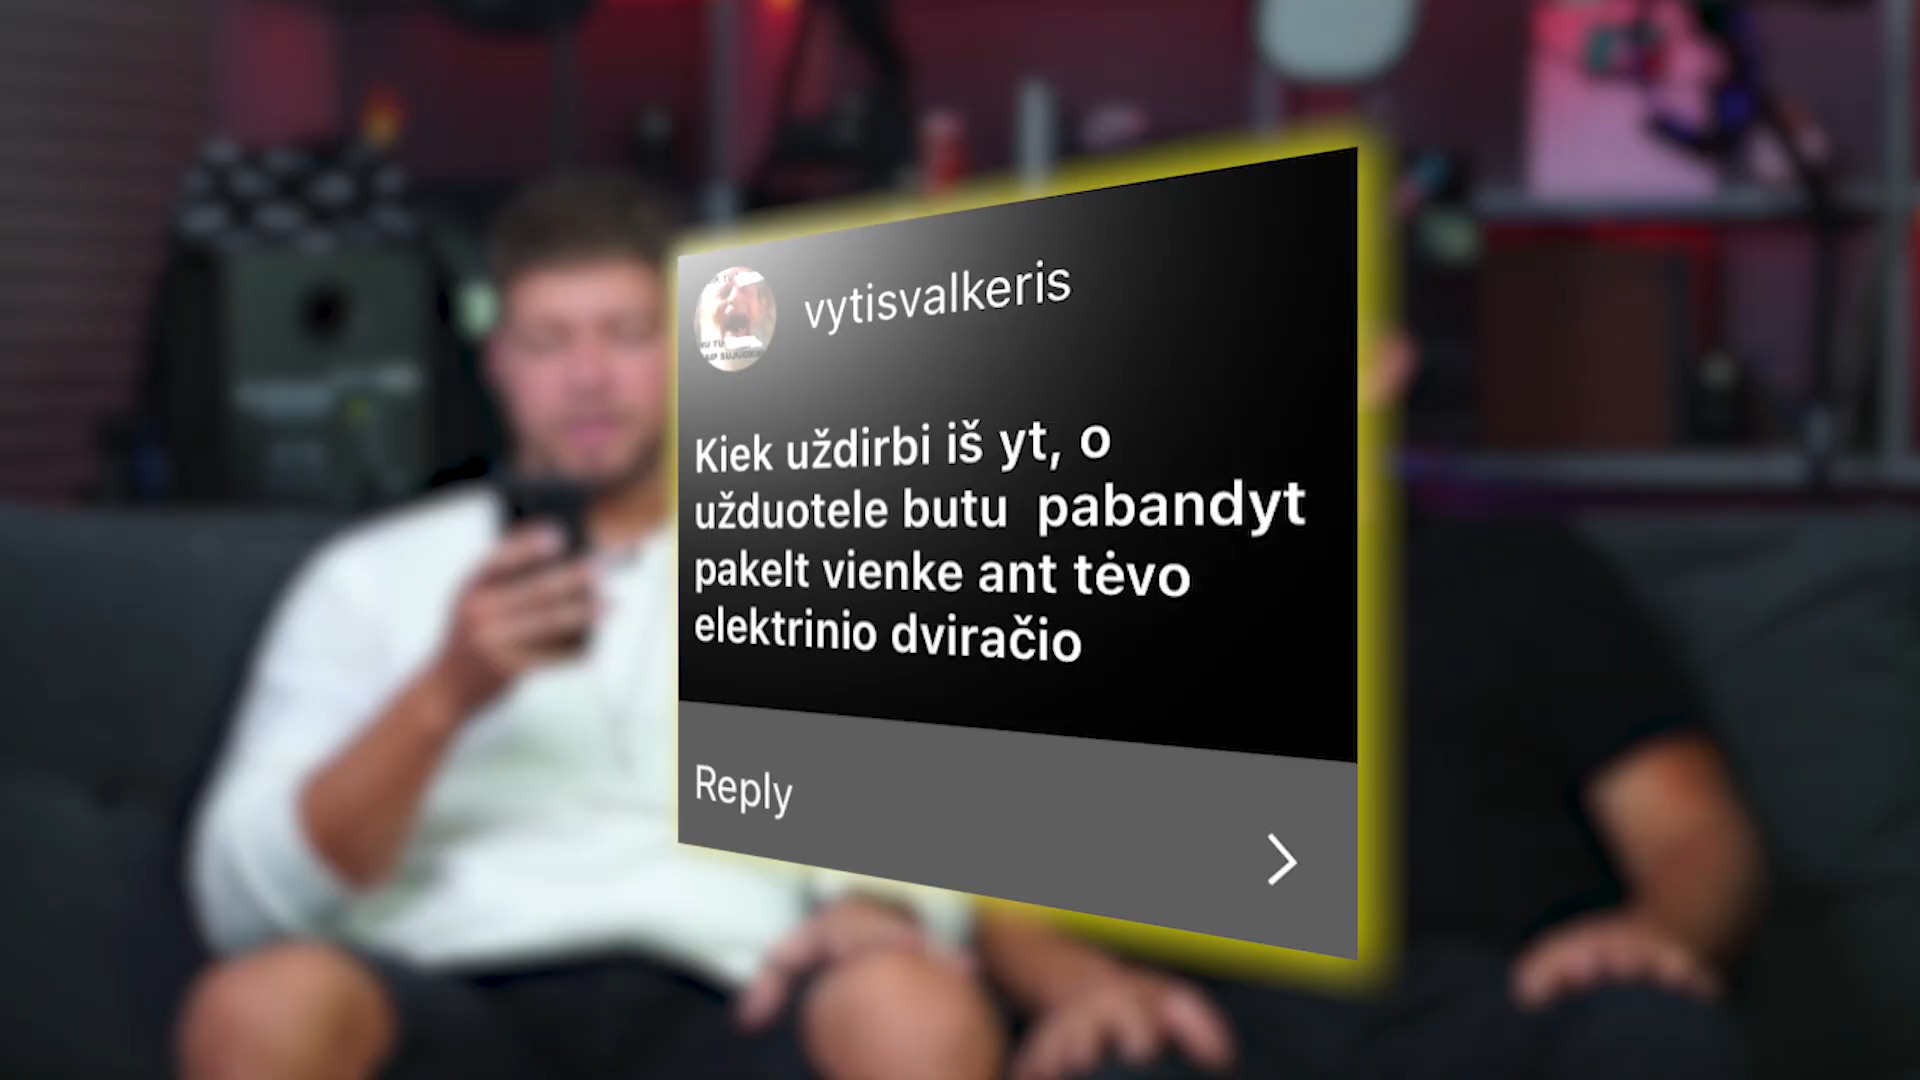 vytisvalkeris
Kiek uždirbi iš yt, o
užduotele butu pabandyt
pakelt vienke ant tėvo
elektrinio dviračio
Reply